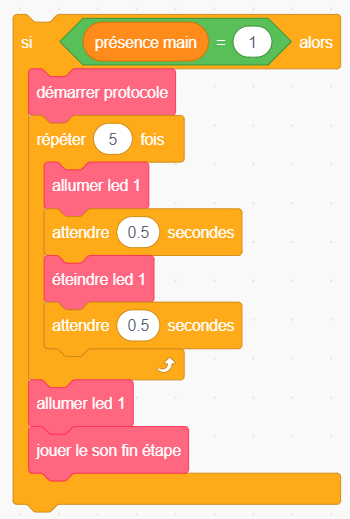 si présence main = 1 alors
démarrer protocole
répéter 5 fois
allumer led 1
attendre 0.5 secondes
éteindre led 1
attendre 0.5 secondes
allumer led 1
jouer le son fin étape